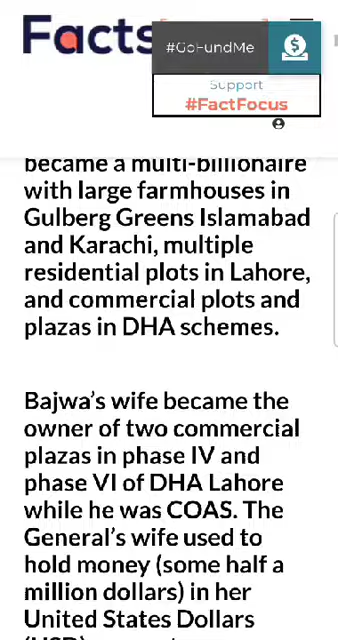 Facts
#GoFundMe
Support
#FactFocus
became a multi-billionaire
with large farmhouses in
Gulberg Greens Islamabad
and Karachi, multiple
residential plots in Lahore,
and commercial plots and
plazas in DHA schemes.
Bajwa’s wife became the
owner of two commercial
plazas in phase IV and
phase VI of DHA Lahore
while he was COAS. The
General’s wife used to
hold money (some half a
million dollars) in her
United States Dollars